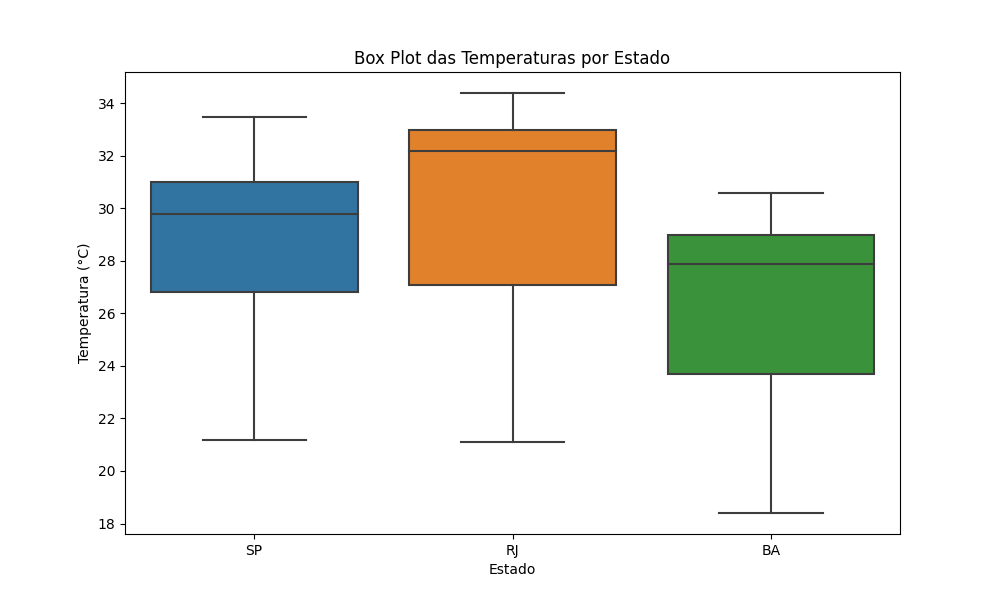 Box Plot das Temperaturas por Estado
Temperatura (°C)
34
32
30
28
26
24
22
20
18
SP
RJ
BA
Estado